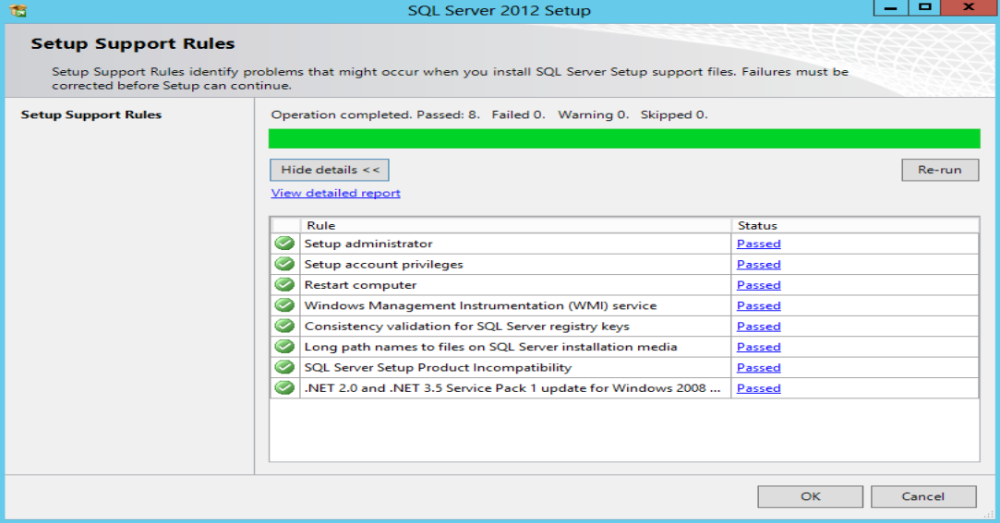 SQL Server 2012 Setup
Setup Support Rules
Setup Support Rules identify problems that might occur when you install SQL Server Setup support files. Failures must be
corrected before Setup can continue.
Setup Support Rules
Operation completed. Passed: 8.   Failed 0.   Warning 0.   Skipped 0.
Hide details <<
Re-run
View detailed report
Rule Status
Setup administrator Passed
Setup account privileges Passed
Restart computer Passed
Windows Management Instrumentation (WMI) service Passed
Consistency validation for SQL Server registry keys Passed
Long path names to files on SQL Server installation media Passed
SQL Server Setup Product Incompatibility Passed
.NET 2.0 and .NET 3.5 Service Pack 1 update for Windows 2008 ... Passed
OK Cancel